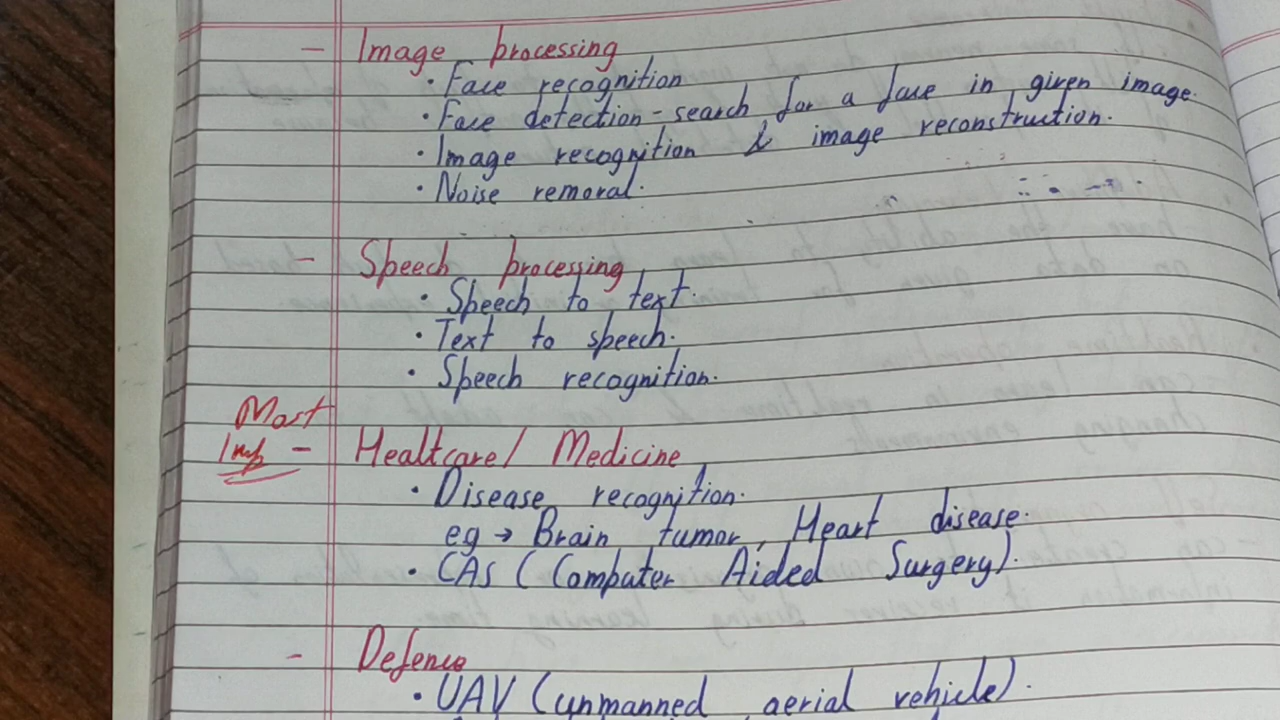 - Image processing
• Face recognition
• Face detection - search for a face in given image.
• Image recognition & image reconstruction.
• Noise removal.
- Speech processing
• Speech to text.
• Text to speech.
• Speech recognition.
Most
Imp - Healtcare/ Medicine
• Disease recognition.
eg → Brain tumor, Heart disease.
• CAS (Computer Aided Surgery).
- Defence
• UAV (unmanned aerial vehicle).